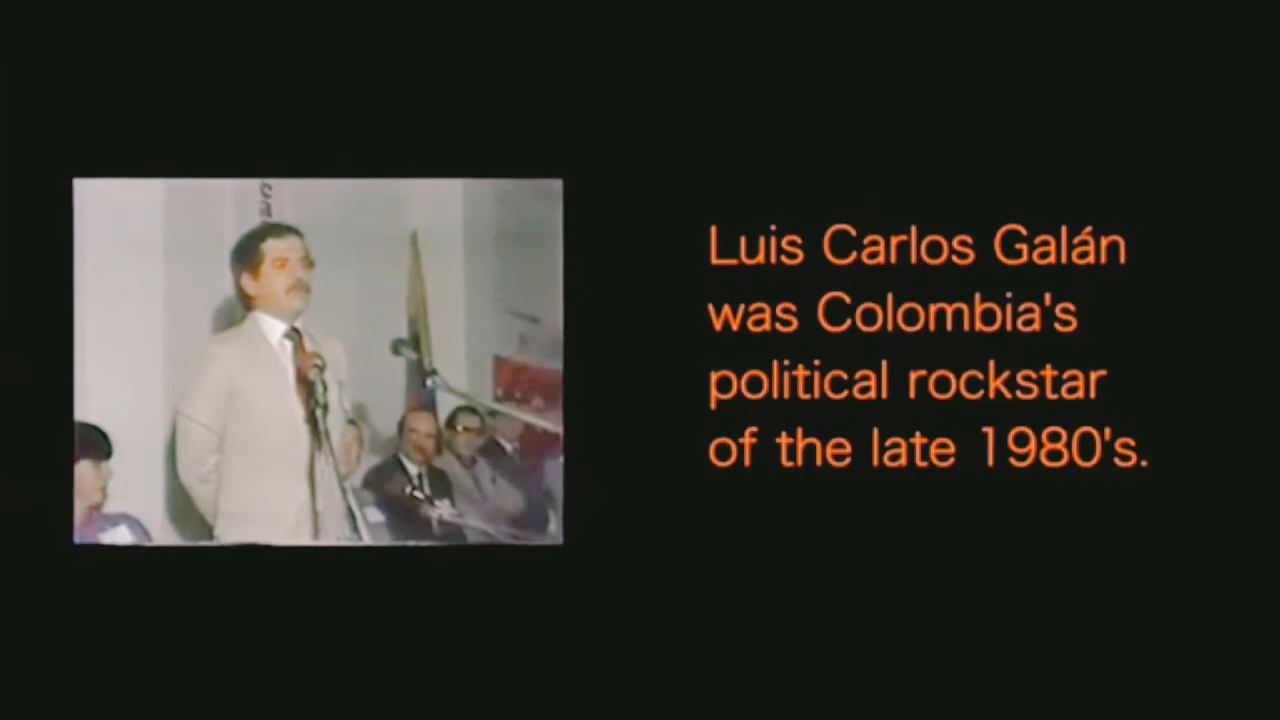 Luis Carlos Galán
was Colombia's
political rockstar
of the late 1980's.